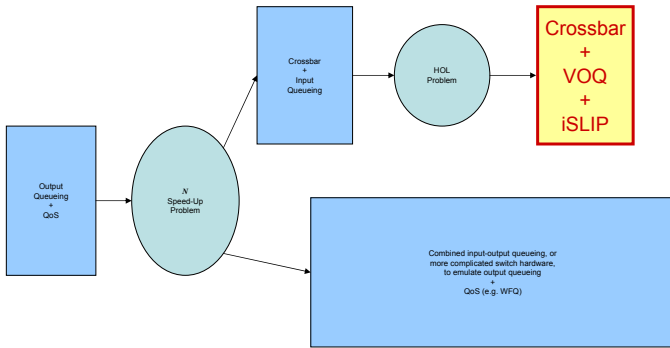 Output
Queueing
+
QoS
N
Speed-Up
Problem
Crossbar
+
Input
Queueing
HOL
Problem
Crossbar
+
VOQ
+
iSLIP
Combined input-output queueing, or
more complicated switch hardware,
to emulate output queueing
+
QoS (e.g. WFQ)